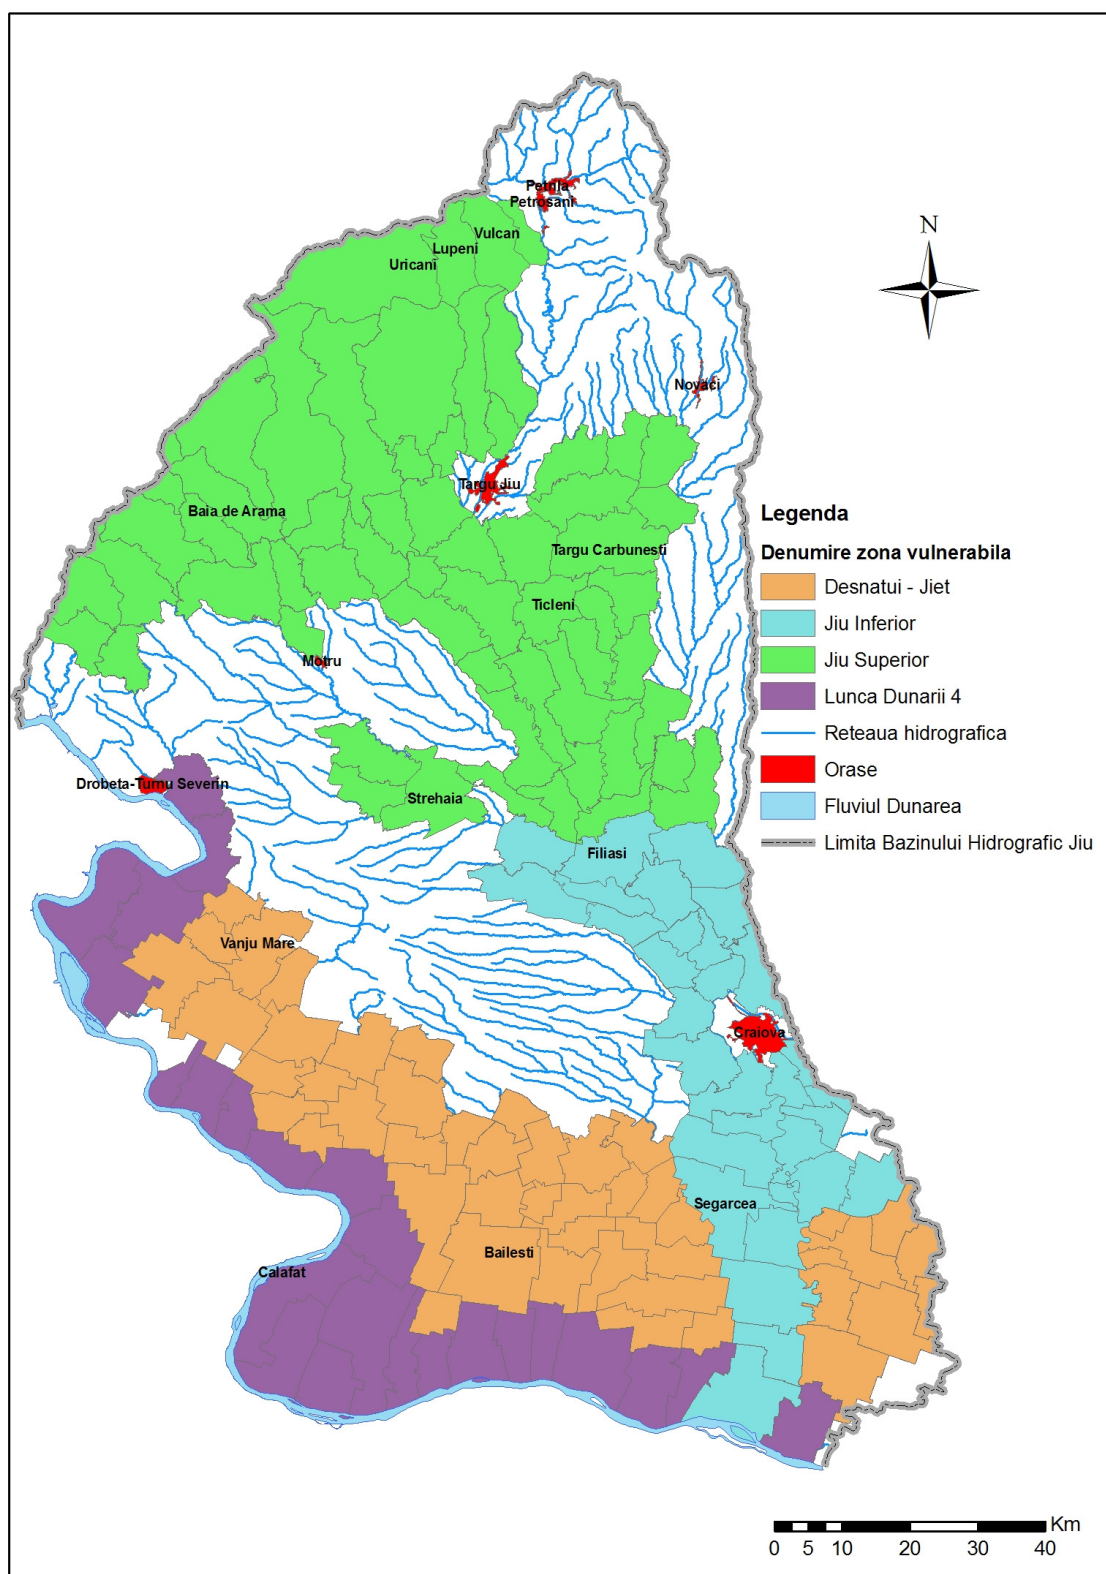 N
Petrila
Petrosani
Vulcan
Lupeni
Uricani
Novaci
Targu Jiu
Baia de Arama
Targu Carbunesti
Ticleni
Motru
Drobeta-Turnu Severin
Strehaia
Filiasi
Vanju Mare
Craiova
Segarcea
Bailesti
Calafat
Legenda
Denumire zona vulnerabila
Desnatui - Jiet
Jiu Inferior
Jiu Superior
Lunca Dunarii 4
Reteaua hidrografica
Orase
Fluviul Dunarea
Limita Bazinului Hidrografic Jiu
Km
0 5 10 20 30 40